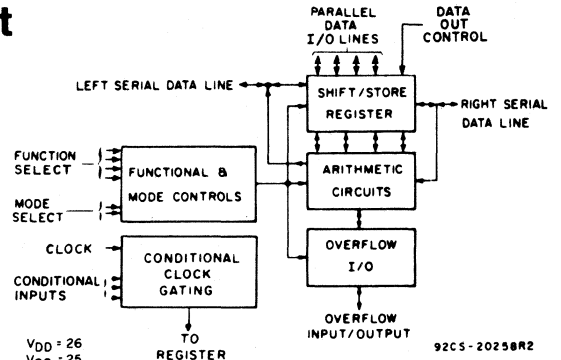 t
PARALLEL
DATA
I/O LINES
DATA
OUT
CONTROL
LEFT SERIAL DATA LINE
SHIFT/STORE
REGISTER
RIGHT SERIAL
DATA LINE
FUNCTION
SELECT
FUNCTIONAL &
MODE CONTROLS
ARITHMETIC
CIRCUITS
MODE
SELECT
CLOCK
CONDITIONAL
INPUTS
CONDITIONAL
CLOCK
GATING
OVERFLOW
I/O
TO
REGISTER
OVERFLOW
INPUT/OUTPUT
92CS-20258R2
VDD = 26